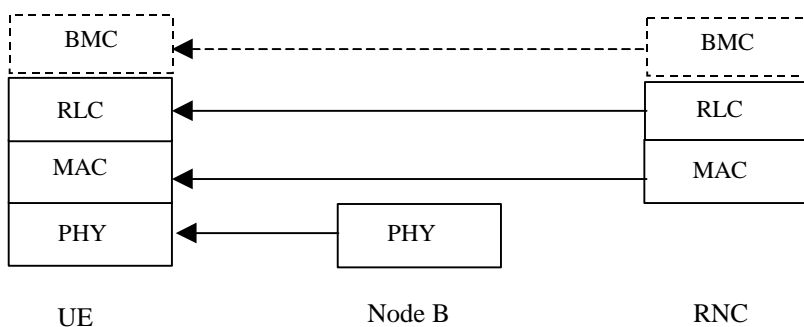 BMC BMC
RLC RLC
MAC MAC
PHY PHY
UE Node B RNC